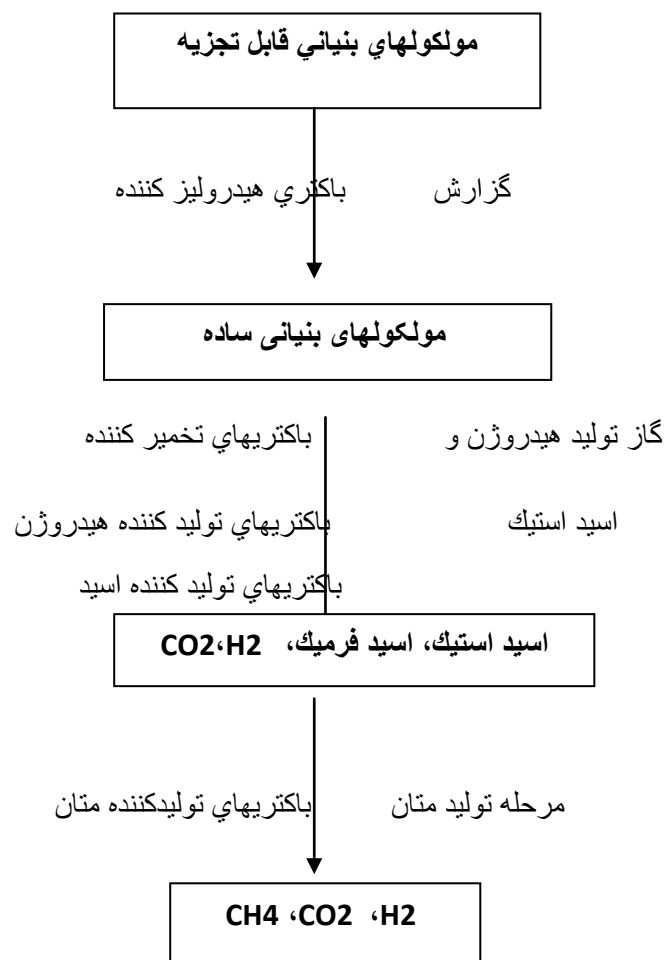 مولكولهاي بنياني قابل تجزيه
گزارش باكتري هيدروليز كننده
مولكولهای بنیانی ساده
گاز توليد هيدروژن و باكتريهاي تخمير كننده
اسيد استيك باكتريهاي توليد كننده هيدروژن
باكتريهاي توليد كننده اسيد
اسيد استيك، اسيد فرميك، CO2،H2
مرحله توليد متان باكتريهاي توليدكننده متان
CH4 ،CO2 ،H2